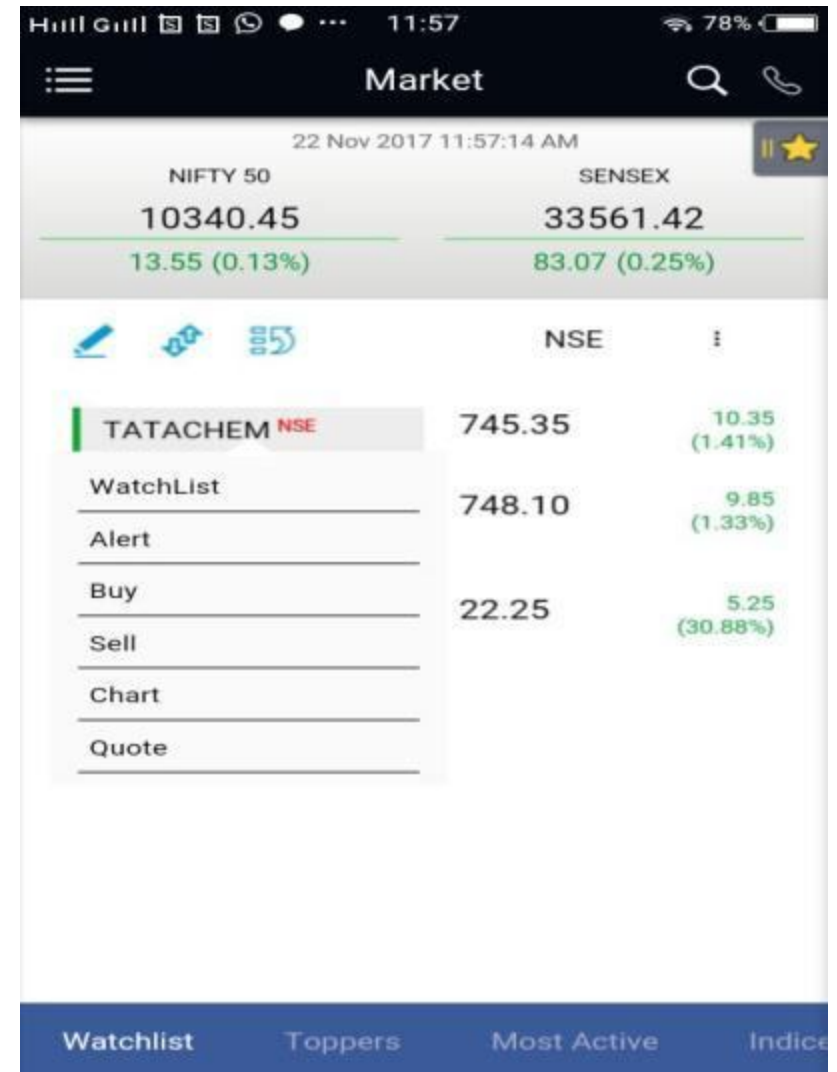 11:57
78%
Market
22 Nov 2017 11:57:14 AM
NIFTY 50
SENSEX
10340.45
33561.42
13.55 (0.13%)
83.07 (0.25%)
NSE
TATACHEM NSE
745.35
10.35
(1.41%)
WatchList
748.10
9.85
(1.33%)
Alert
Buy
22.25
5.25
(30.88%)
Sell
Chart
Quote
Watchlist Toppers Most Active Indice